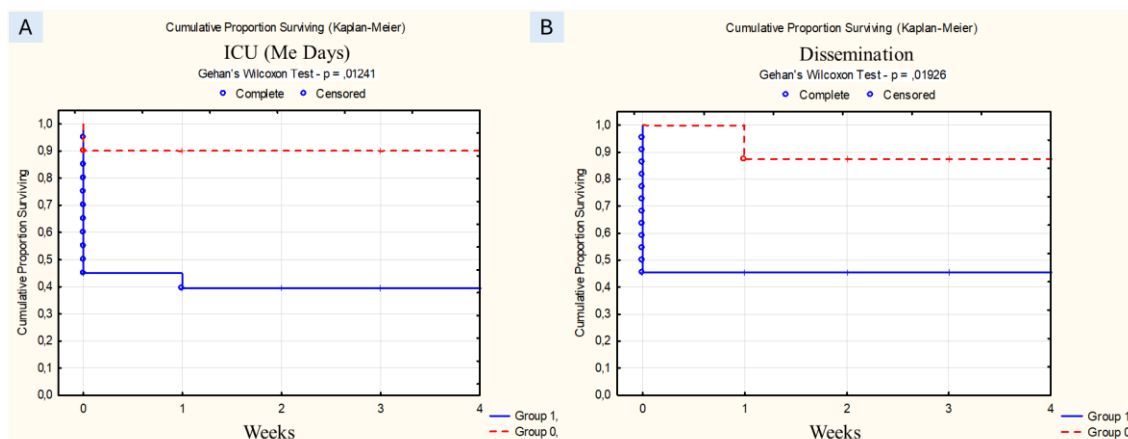 A
Cumulative Proportion Surviving (Kaplan-Meier)
ICU (Me Days)
Gehan's Wilcoxon Test - p = ,01241
Complete Censored
Cumulative Proportion Surviving
1,0
0,9
0,8
0,7
0,6
0,5
0,4
0,3
0,2
0,1
0,0
0 1 2 3 4
Weeks
Group 1,
Group 0,
B
Cumulative Proportion Surviving (Kaplan-Meier)
Dissemination
Gehan's Wilcoxon Test - p = ,01926
Complete Censored
Cumulative Proportion Surviving
1,0
0,9
0,8
0,7
0,6
0,5
0,4
0,3
0,2
0,1
0,0
0 1 2 3 4
Weeks
Group 1
Group 0